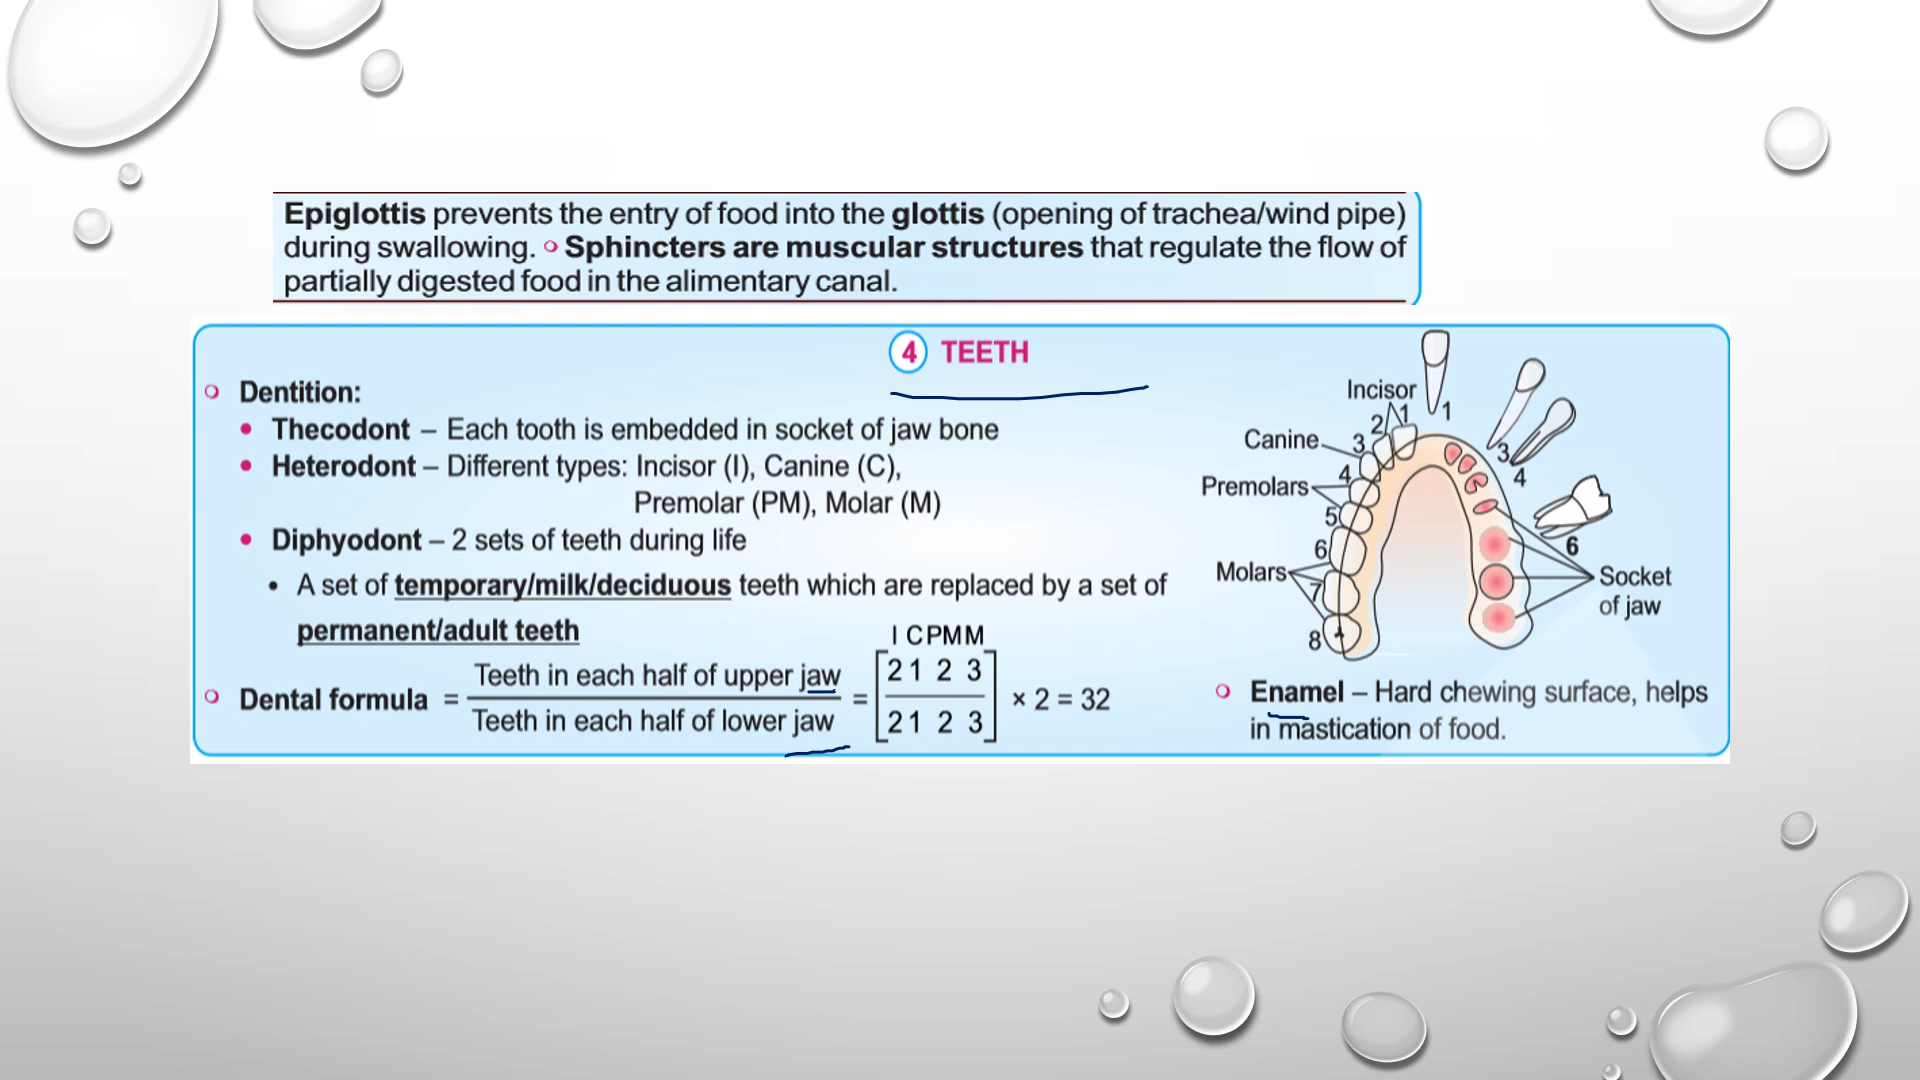 Epiglottis prevents the entry of food into the glottis (opening of trachea/wind pipe)
during swallowing. Sphincters are muscular structures that regulate the flow of
partially digested food in the alimentary canal.
4 TEETH
Dentition:
Thecodont – Each tooth is embedded in socket of jaw bone
Heterodont – Different types: Incisor (I), Canine (C),
Premolar (PM), Molar (M)
Diphyodont – 2 sets of teeth during life
• A set of temporary/milk/deciduous teeth which are replaced by a set of
permanent/adult teeth
I C PM M
Teeth in each half of upper jaw
2 1 2 3
Dental formula = = × 2 = 32
Teeth in each half of lower jaw
2 1 2 3
Incisor
1
2 1
Canine
3
3
4
4
Premolars
5
6
6
Molars
Socket
of jaw
7
8
Enamel – Hard chewing surface, helps
in mastication of food.